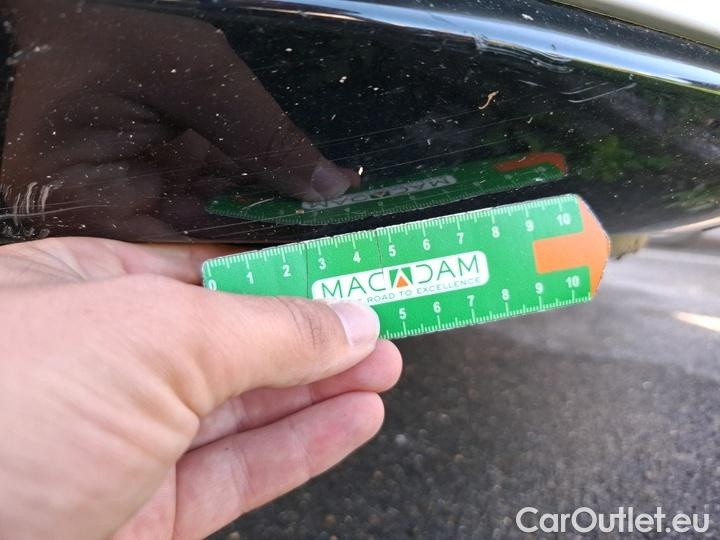 0 1 2 3 4 5 6 7 8 9 10
MACADAM
ROAD TO EXCELLENCE
5 6 7 8 9 10
CarOutlet.eu